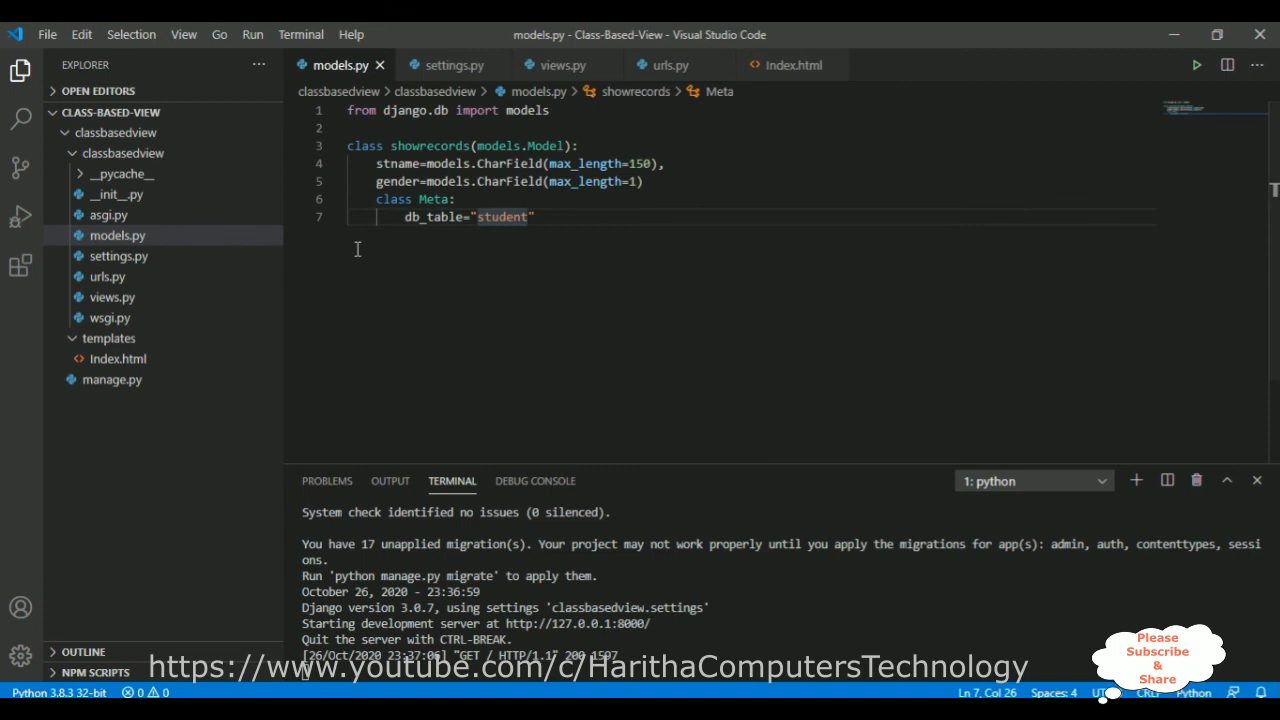 File Edit Selection View Go Run Terminal Help models.py - Class-Based-View - Visual Studio Code
EXPLORER
OPEN EDITORS
CLASS-BASED-VIEW
classbasedview
classbasedview
__pycache__
__init__.py
asgi.py
models.py
settings.py
urls.py
views.py
wsgi.py
templates
Index.html
manage.py
OUTLINE
NPM SCRIPTS
models.py settings.py views.py urls.py Index.html
classbasedview > classbasedview > models.py > showrecords > Meta
1 from django.db import models
2
3 class showrecords(models.Model):
4 stname=models.CharField(max_length=150),
5 gender=models.CharField(max_length=1)
6 class Meta:
7 db_table="student"
PROBLEMS OUTPUT TERMINAL DEBUG CONSOLE 1: python
System check identified no issues (0 silenced).
You have 17 unapplied migration(s). Your project may not work properly until you apply the migrations for app(s): admin, auth, contenttypes, sessi
ons.
Run 'python manage.py migrate' to apply them.
October 26, 2020 - 23:36:59
Django version 3.0.7, using settings 'classbasedview.settings'
Starting development server at http://127.0.0.1:8000/
Quit the server with CTRL-BREAK.
[26/Oct/2020 23:37:06] "GET / HTTP/1.1" 200 1507
https://www.youtube.com/c/HarithaComputersTechnology
Please
Subscribe
&
Share
Python 3.8.3 32-bit 0 0 Ln 7, Col 26 Spaces: 4 CRLF Python